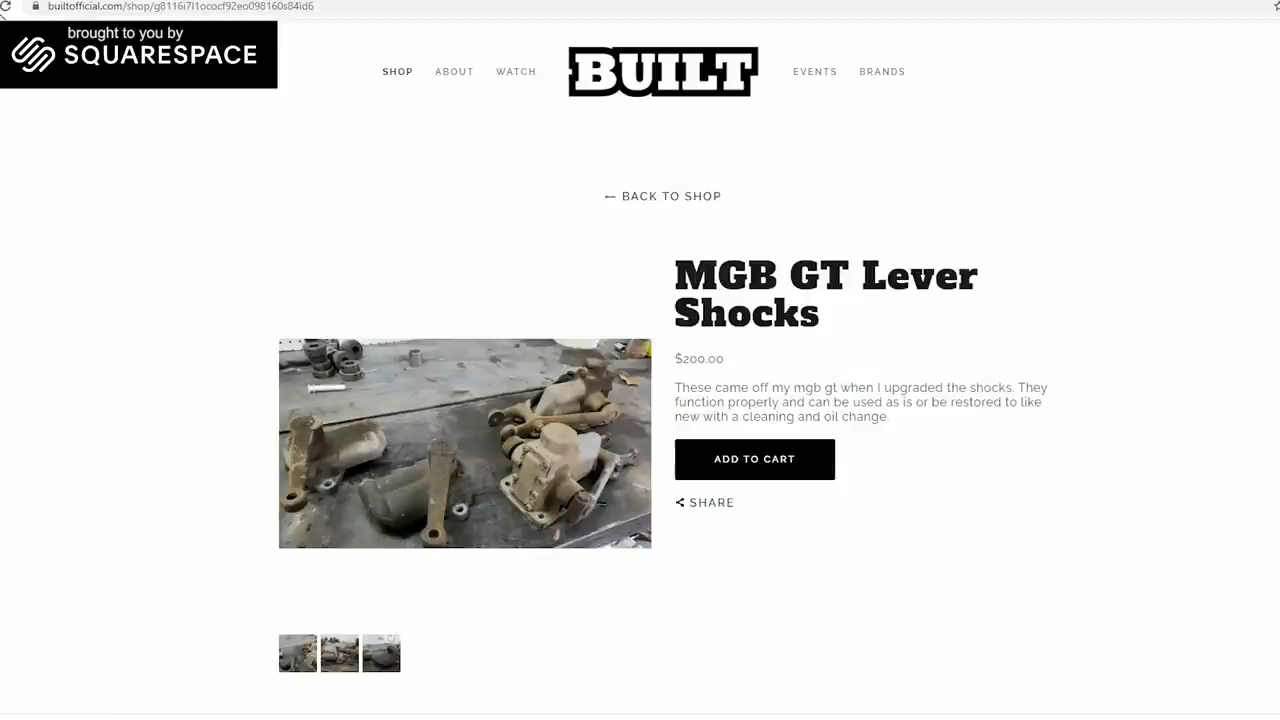 builtofficial.com/shop/g8116i7l1ococf92eo098160s84id6
brought to you by
SQUARESPACE
SHOP ABOUT WATCH BUILT EVENTS BRANDS
← BACK TO SHOP
MGB GT Lever
Shocks
$200.00
These came off my mgb gt when I upgraded the shocks. They
function properly and can be used as is or be restored to like
new with a cleaning and oil change.
ADD TO CART
SHARE